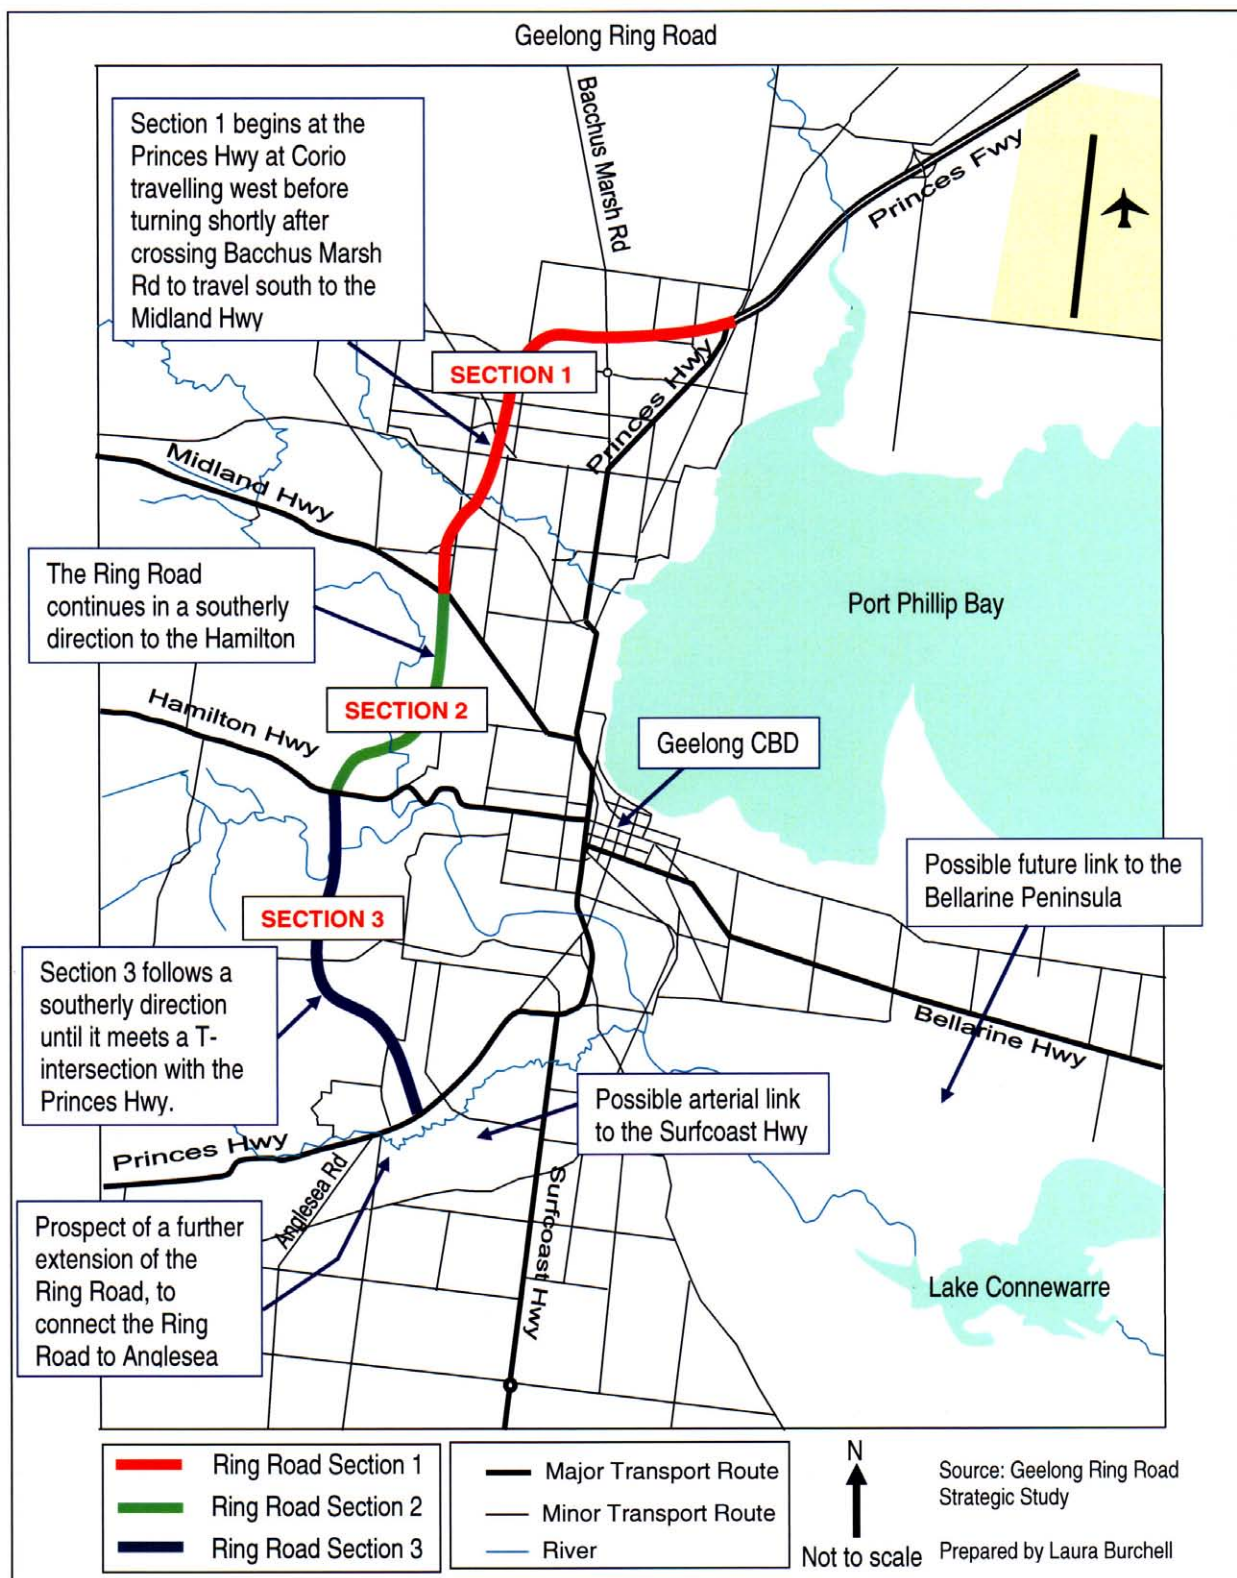 Geelong Ring Road
Section 1 begins at the
Princes Hwy at Corio
travelling west before
turning shortly after
crossing Bacchus Marsh
Rd to travel south to the
Midland Hwy
Bacchus Marsh Rd
Princes Fwy
SECTION 1
Princes Hwy
Midland Hwy
The Ring Road
continues in a southerly
direction to the Hamilton
Port Phillip Bay
Hamilton Hwy
SECTION 2
Geelong CBD
Possible future link to the
Bellarine Peninsula
SECTION 3
Section 3 follows a
southerly direction
until it meets a T-
intersection with the
Princes Hwy.
Bellarine Hwy
Possible arterial link
to the Surfcoast Hwy
Princes Hwy
Anglesea Rd
Surfcoast Hwy
Prospect of a further
extension of the
Ring Road, to
connect the Ring
Road to Anglesea
Lake Connewarre
Ring Road Section 1
Ring Road Section 2
Ring Road Section 3
Major Transport Route
Minor Transport Route
River
N
Not to scale
Source: Geelong Ring Road
Strategic Study
Prepared by Laura Burchell